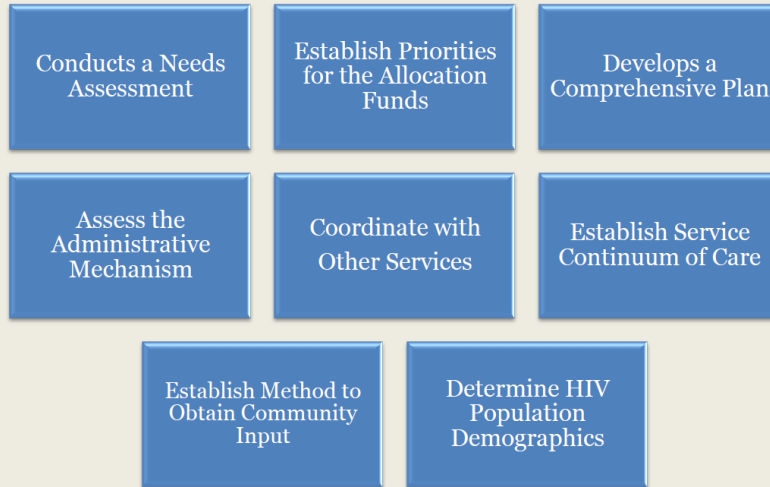 Conducts a Needs
Assessment
Establish Priorities
for the Allocation
Funds
Develops a
Comprehensive Plan
Assess the
Administrative
Mechanism
Coordinate with
Other Services
Establish Service
Continuum of Care
Establish Method to
Obtain Community
Input
Determine HIV
Population
Demographics